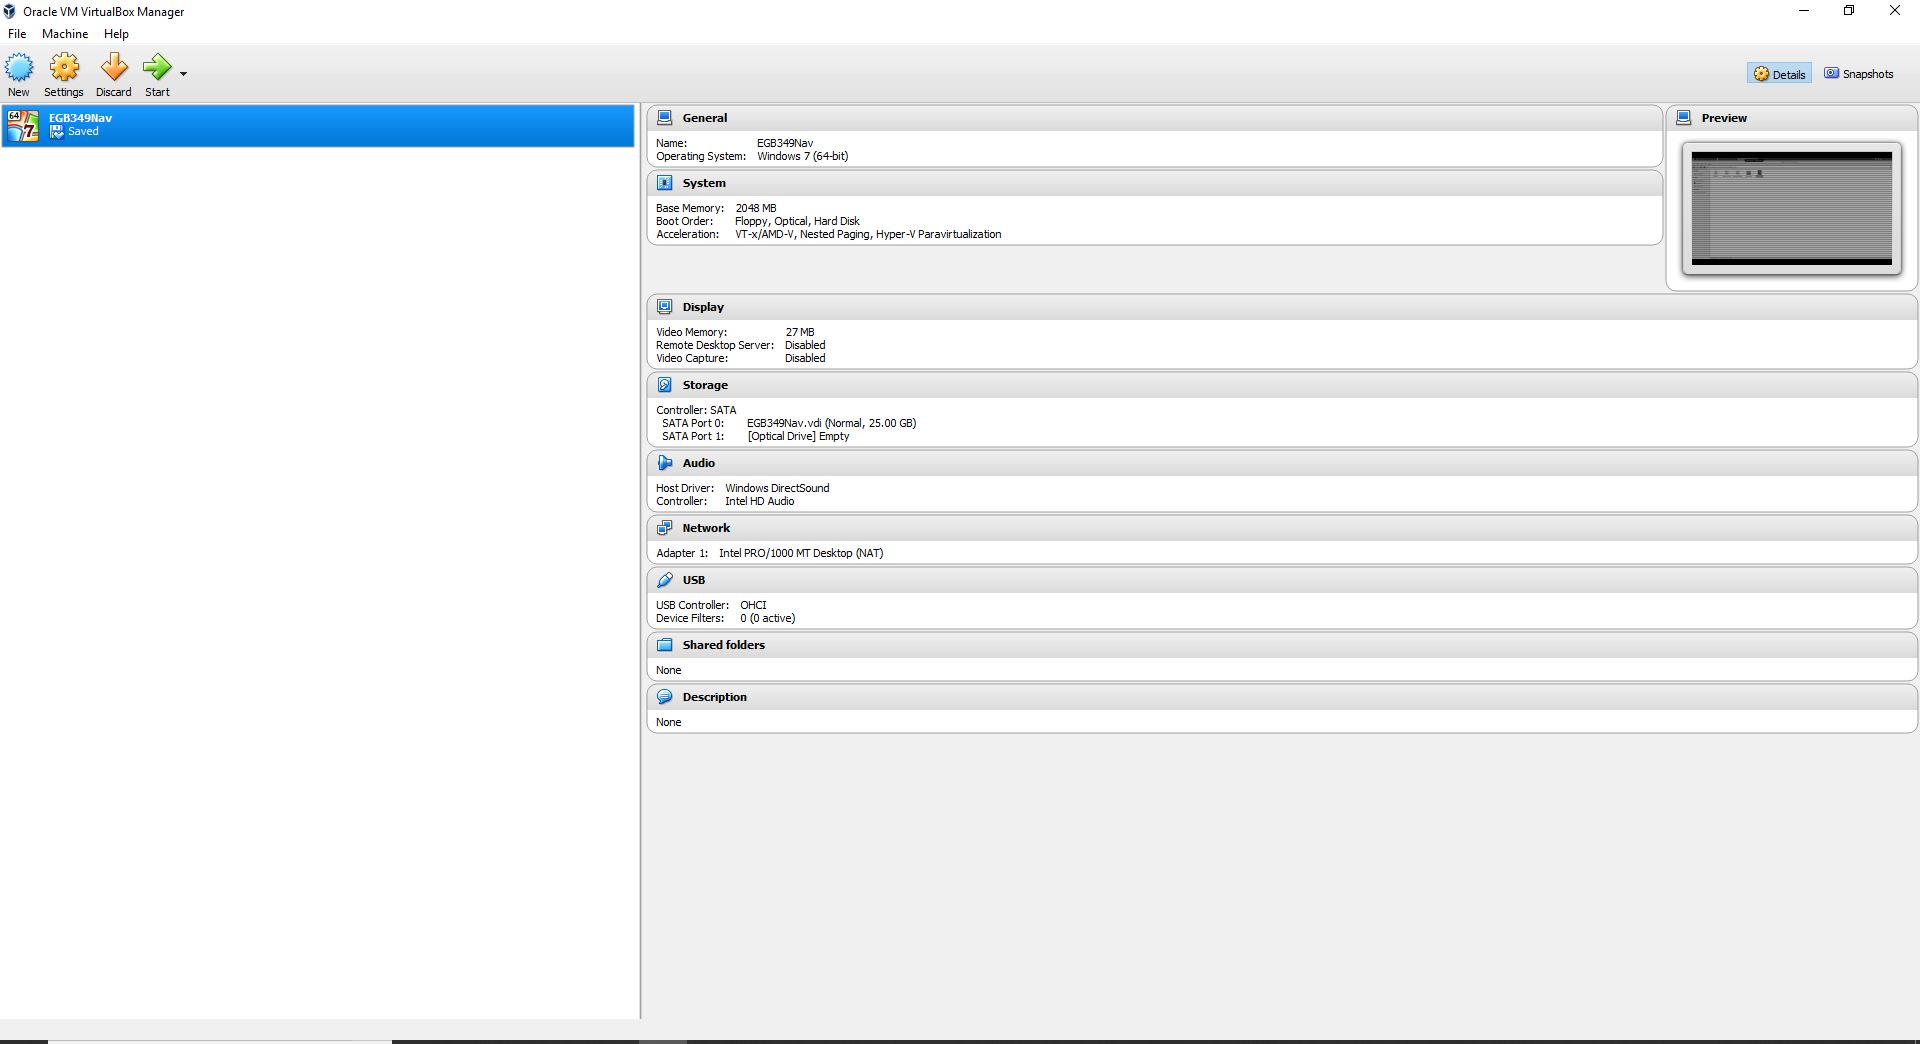 Oracle VM VirtualBox Manager
File Machine Help
New Settings Discard Start
Details Snapshots
64
7
EGB349Nav
Saved
General
Name: EGB349Nav
Operating System: Windows 7 (64-bit)
System
Base Memory: 2048 MB
Boot Order: Floppy, Optical, Hard Disk
Acceleration: VT-x/AMD-V, Nested Paging, Hyper-V Paravirtualization
Preview
Display
Video Memory: 27 MB
Remote Desktop Server: Disabled
Video Capture: Disabled
Storage
Controller: SATA
SATA Port 0: EGB349Nav.vdi (Normal, 25.00 GB)
SATA Port 1: [Optical Drive] Empty
Audio
Host Driver: Windows DirectSound
Controller: Intel HD Audio
Network
Adapter 1: Intel PRO/1000 MT Desktop (NAT)
USB
USB Controller: OHCI
Device Filters: 0 (0 active)
Shared folders
None
Description
None